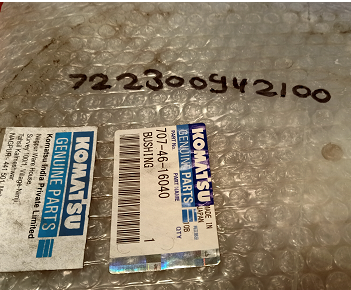 722300942100
KOMATSU
GENUINE PARTS
Komatsu India Private Limited
KOMATSU
GENUINE PARTS
MADE IN
JAPAN
PART NO.
PART NAME
QTY
707-46-16040
BUSHING
1